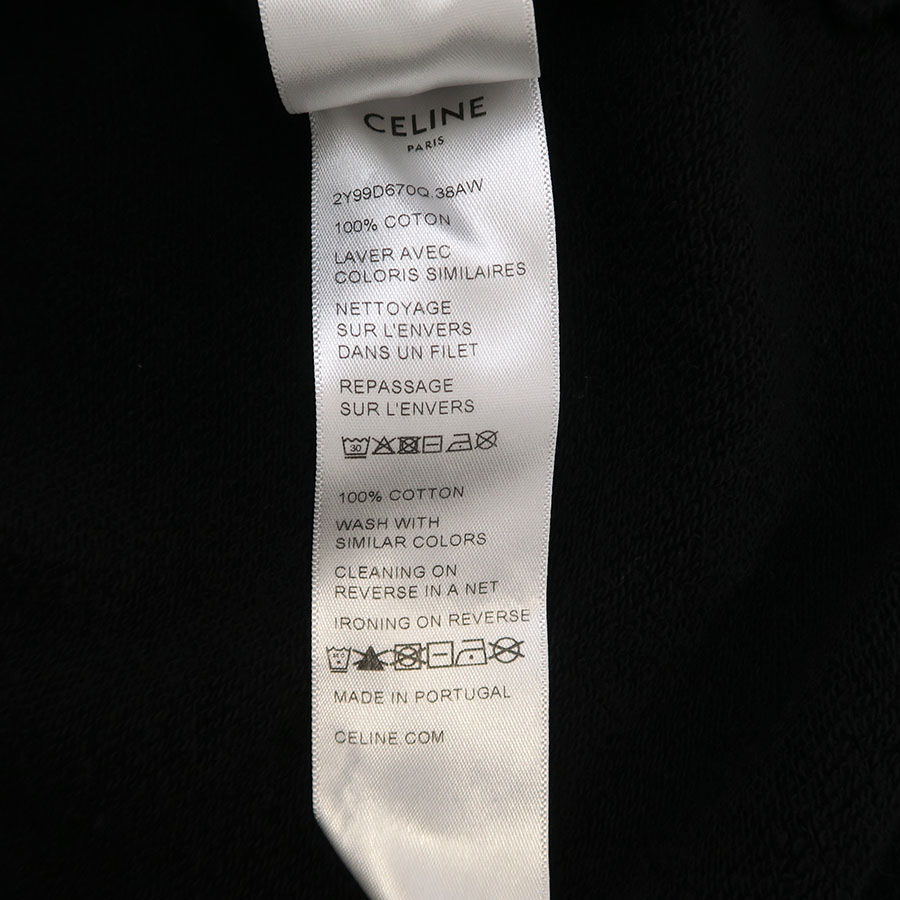 CELINE
PARIS
2Y99D670Q.38AW
100% COTON
LAVER AVEC
COLORIS SIMILAIRES
NETTOYAGE
SUR L'ENVERS
DANS UN FILET
REPASSAGE
SUR L'ENVERS
30
100% COTTON
WASH WITH
SIMILAR COLORS
CLEANING ON
REVERSE IN A NET
IRONING ON REVERSE
MADE IN PORTUGAL
CELINE.COM